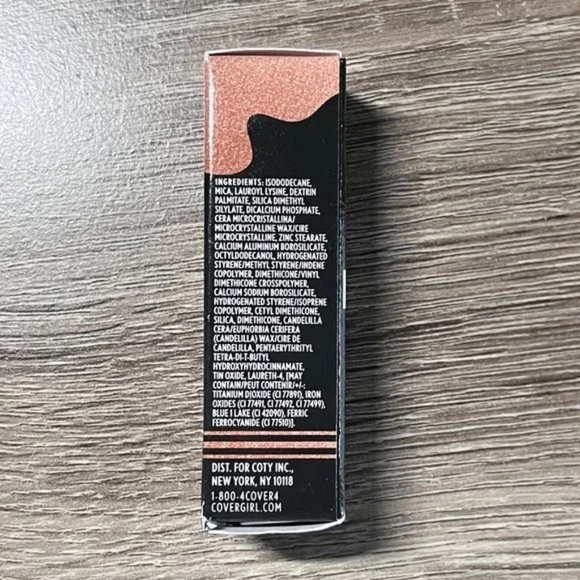 INGREDIENTS: ISODODECANE,
MICA, LAUROYL LYSINE, DEXTRIN
PALMITATE, SILICA DIMETHYL
SILYLATE, DICALCIUM PHOSPHATE,
CERA MICROCRISTALLINA/
MICROCRYSTALLINE WAX/CIRE
MICROCRYSTALLINE, ZINC STEARATE,
CALCIUM ALUMINUM BOROSILICATE,
OCTYLDODECANOL, HYDROGENATED
STYRENE/METHYL STYRENE/INDENE
COPOLYMER, DIMETHICONE/VINYL
DIMETHICONE CROSSPOLYMER,
CALCIUM SODIUM BOROSILICATE,
HYDROGENATED STYRENE/ISOPRENE
COPOLYMER, CETYL DIMETHICONE,
SILICA, DIMETHICONE, CANDELILLA
CERA/EUPHORBIA CERIFERA
(CANDELILLA) WAX/CIRE DE
CANDELILLA, PENTAERYTHRITYL
TETRA-DI-T-BUTYL
HYDROXYHYDROCINNAMATE,
TIN OXIDE, LAURETH-4, [MAY
CONTAIN/PEUT CONTENIR/+/-:
TITANIUM DIOXIDE (CI 77891), IRON
OXIDES (CI 77491, CI 77492, CI 77499),
BLUE 1 LAKE (CI 42090), FERRIC
FERROCYANIDE (CI 77510)].
DIST. FOR COTY INC.,
NEW YORK, NY 10118
1-800-4COVER4
COVERGIRL.COM